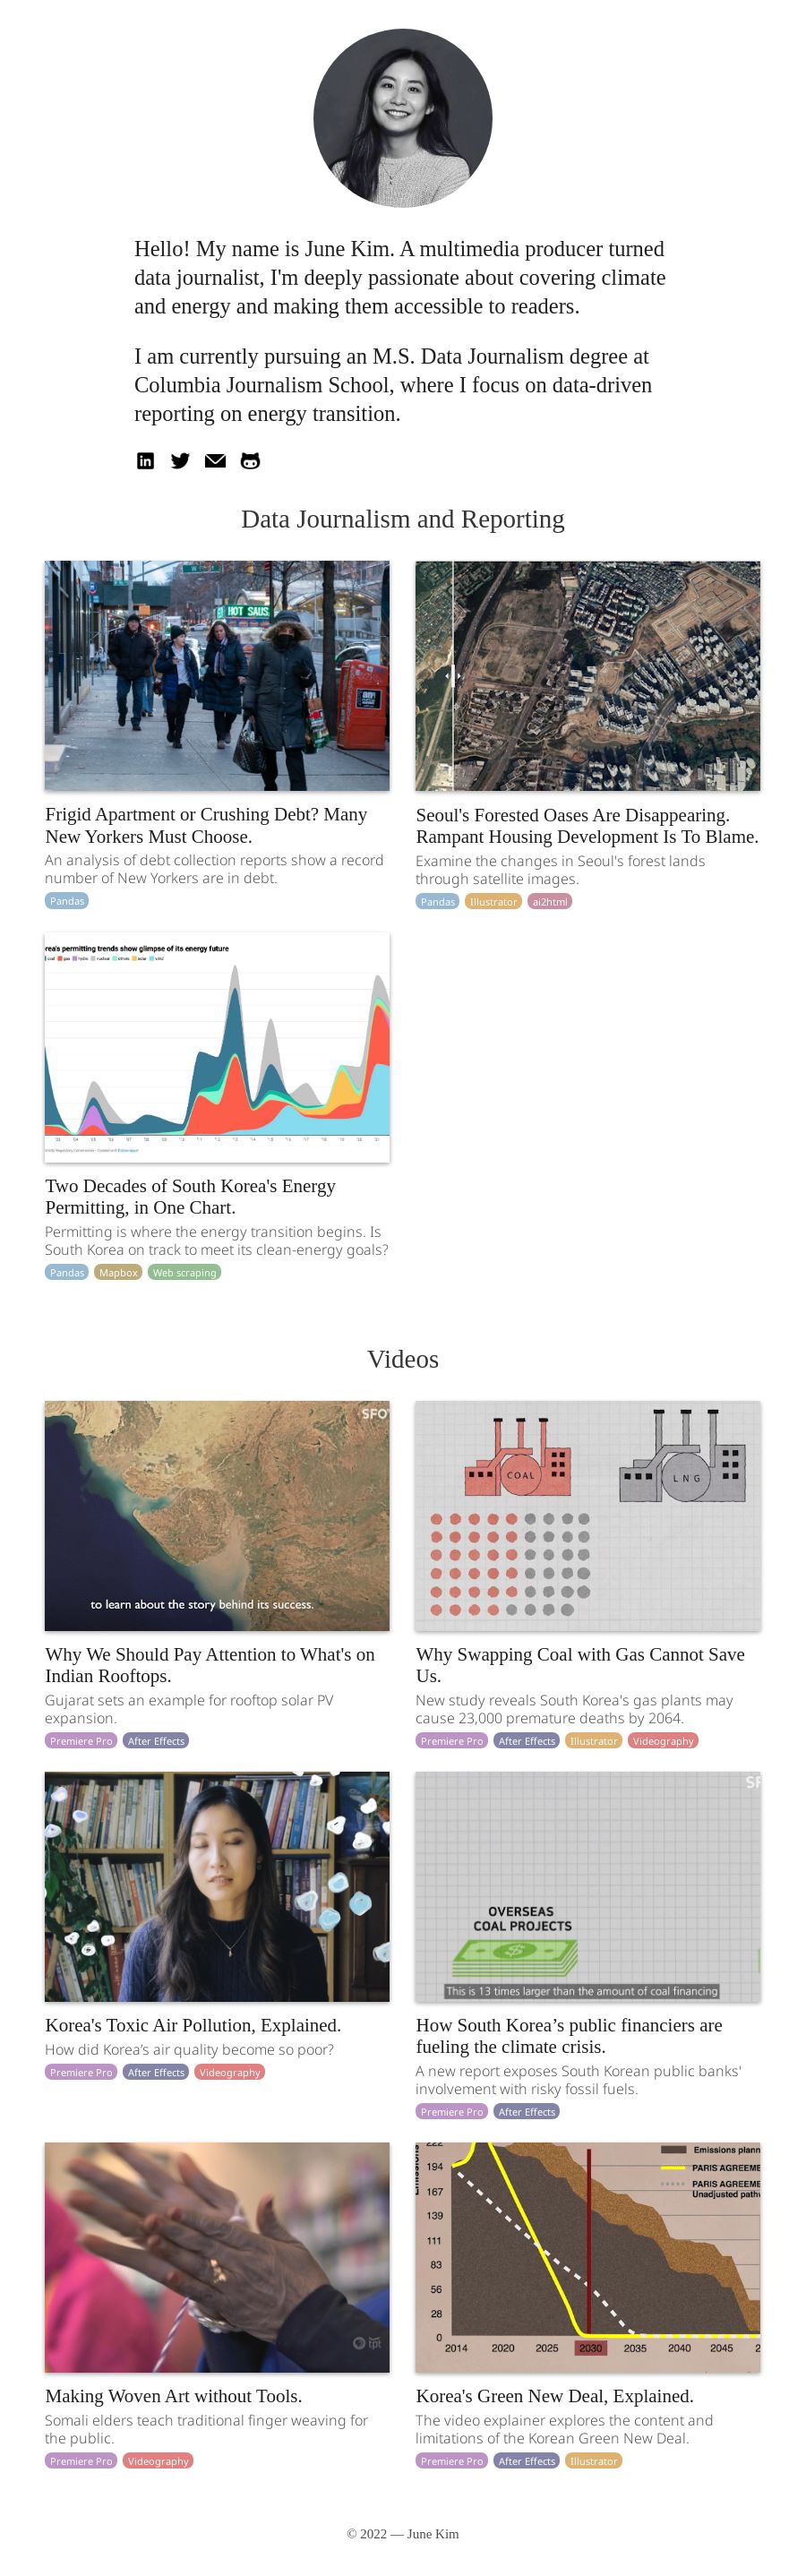 Hello! My name is June Kim. A multimedia producer turned
data journalist, I'm deeply passionate about covering climate
and energy and making them accessible to readers.
I am currently pursuing an M.S. Data Journalism degree at
Columbia Journalism School, where I focus on data-driven
reporting on energy transition.
in
Data Journalism and Reporting
HOT SAUS
Frigid Apartment or Crushing Debt? Many
New Yorkers Must Choose.
An analysis of debt collection reports show a record
number of New Yorkers are in debt.
Pandas
Seoul's Forested Oases Are Disappearing.
Rampant Housing Development Is To Blame.
Examine the changes in Seoul's forest lands
through satellite images.
Pandas Illustrator ai2html
rea's permitting trends show glimpse of its energy future
Two Decades of South Korea's Energy
Permitting, in One Chart.
Permitting is where the energy transition begins. Is
South Korea on track to meet its clean-energy goals?
Pandas Mapbox Web scraping
Videos
SFO
to learn about the story behind its success.
Why We Should Pay Attention to What's on
Indian Rooftops.
Gujarat sets an example for rooftop solar PV
expansion.
Premiere Pro After Effects
COAL
LNG
Why Swapping Coal with Gas Cannot Save
Us.
New study reveals South Korea's gas plants may
cause 23,000 premature deaths by 2064.
Premiere Pro After Effects Illustrator Videography
Korea's Toxic Air Pollution, Explained.
How did Korea's air quality become so poor?
Premiere Pro After Effects Videography
OVERSEAS
COAL PROJECTS
This is 13 times larger than the amount of coal financing
How South Korea’s public financiers are
fueling the climate crisis.
A new report exposes South Korean public banks'
involvement with risky fossil fuels.
Premiere Pro After Effects
tpt
Making Woven Art without Tools.
Somali elders teach traditional finger weaving for
the public.
Premiere Pro Videography
Emissions
222
194
167
139
111
83
56
28
0
2014 2020 2025 2030 2035 2040 2045 2
Emissions plann
PARIS AGREEME
PARIS AGREEME
Unadjusted pathw
Korea's Green New Deal, Explained.
The video explainer explores the content and
limitations of the Korean Green New Deal.
Premiere Pro After Effects Illustrator
© 2022 — June Kim